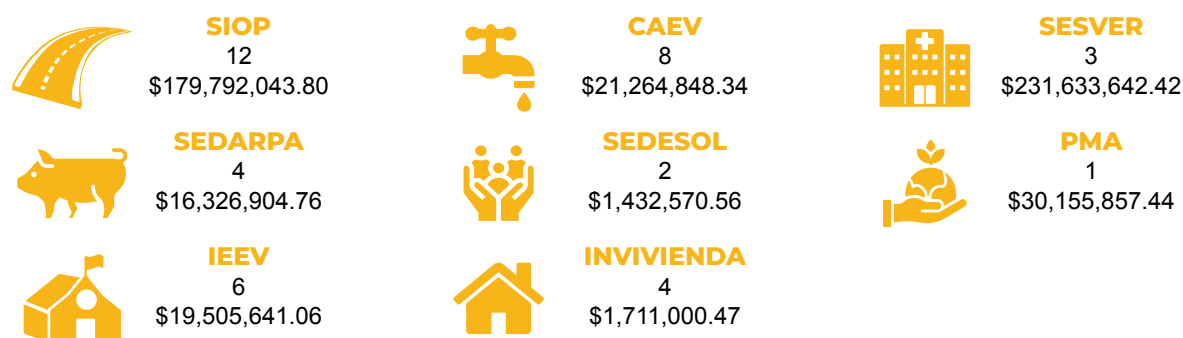 SIOP
12
$179,792,043.80
CAEV
8
$21,264,848.34
SESVER
3
$231,633,642.42
SEDARPA
4
$16,326,904.76
SEDESOL
2
$1,432,570.56
PMA
1
$30,155,857.44
IEEV
6
$19,505,641.06
INVIVIENDA
4
$1,711,000.47